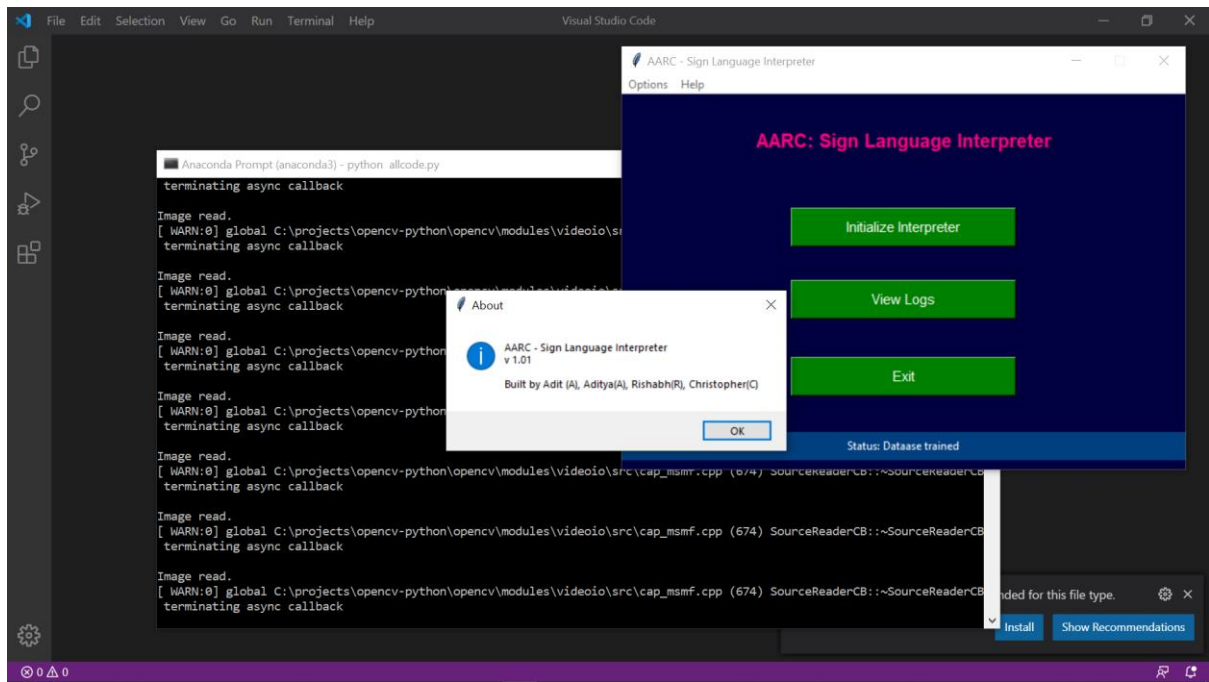 File Edit Selection View Go Run Terminal Help
Visual Studio Code
AARC - Sign Language Interpreter
Options Help
AARC: Sign Language Interpreter
Initialize Interpreter
View Logs
Exit
Status: Dataase trained
Anaconda Prompt (anaconda3) - python allcode.py
terminating async callback
Image read.
[ WARN:0] global C:\projects\opencv-python\opencv\modules\videoio\s
terminating async callback
Image read.
[ WARN:0] global C:\projects\opencv-python\
terminating async callback
Image read.
[ WARN:0] global C:\projects\opencv-python
terminating async callback
Image read.
[ WARN:0] global C:\projects\opencv-python
terminating async callback
Image read.
[ WARN:0] global C:\projects\opencv-python\opencv\modules\videoio\src\cap_msmf.cpp (674) SourceReaderCB::~SourceReaderCB
terminating async callback
Image read.
[ WARN:0] global C:\projects\opencv-python\opencv\modules\videoio\src\cap_msmf.cpp (674) SourceReaderCB::~SourceReaderCB
terminating async callback
Image read.
[ WARN:0] global C:\projects\opencv-python\opencv\modules\videoio\src\cap_msmf.cpp (674) SourceReaderCB::~SourceReaderCB
terminating async callback
About
AARC - Sign Language Interpreter
v 1.01
Built by Adit (A), Aditya(A), Rishabh(R), Christopher(C)
OK
nded for this file type.
Install Show Recommendations
0 0